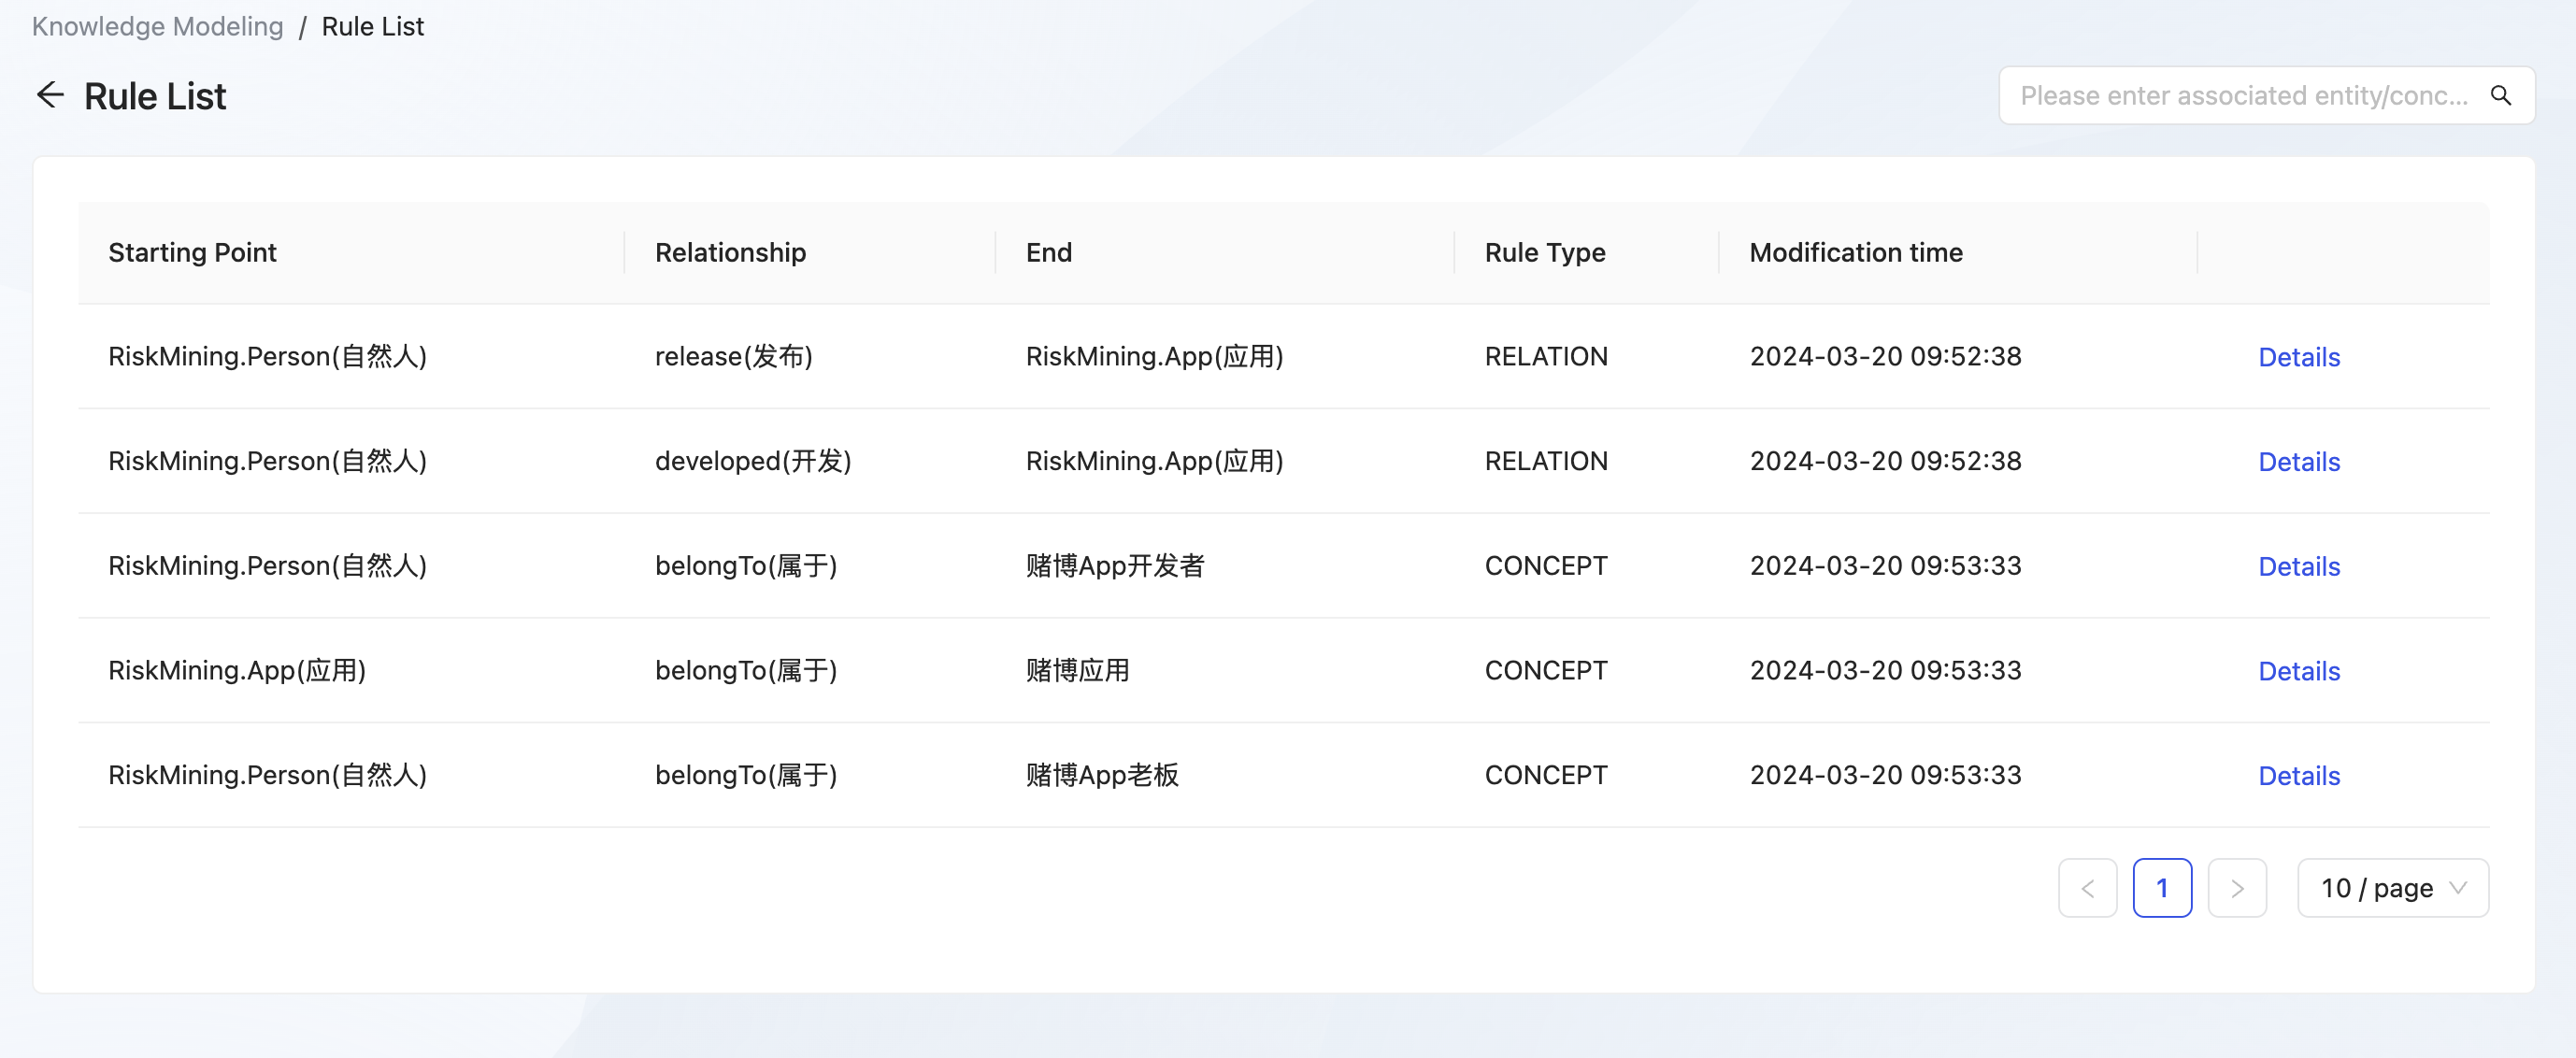 Knowledge Modeling / Rule List
Rule List
Please enter associated entity/conc...
Starting Point Relationship End Rule Type Modification time
RiskMining.Person(自然人) release(发布) RiskMining.App(应用) RELATION 2024-03-20 09:52:38 Details
RiskMining.Person(自然人) developed(开发) RiskMining.App(应用) RELATION 2024-03-20 09:52:38 Details
RiskMining.Person(自然人) belongTo(属于) 赌博App开发者 CONCEPT 2024-03-20 09:53:33 Details
RiskMining.App(应用) belongTo(属于) 赌博应用 CONCEPT 2024-03-20 09:53:33 Details
RiskMining.Person(自然人) belongTo(属于) 赌博App老板 CONCEPT 2024-03-20 09:53:33 Details
1 10 / page